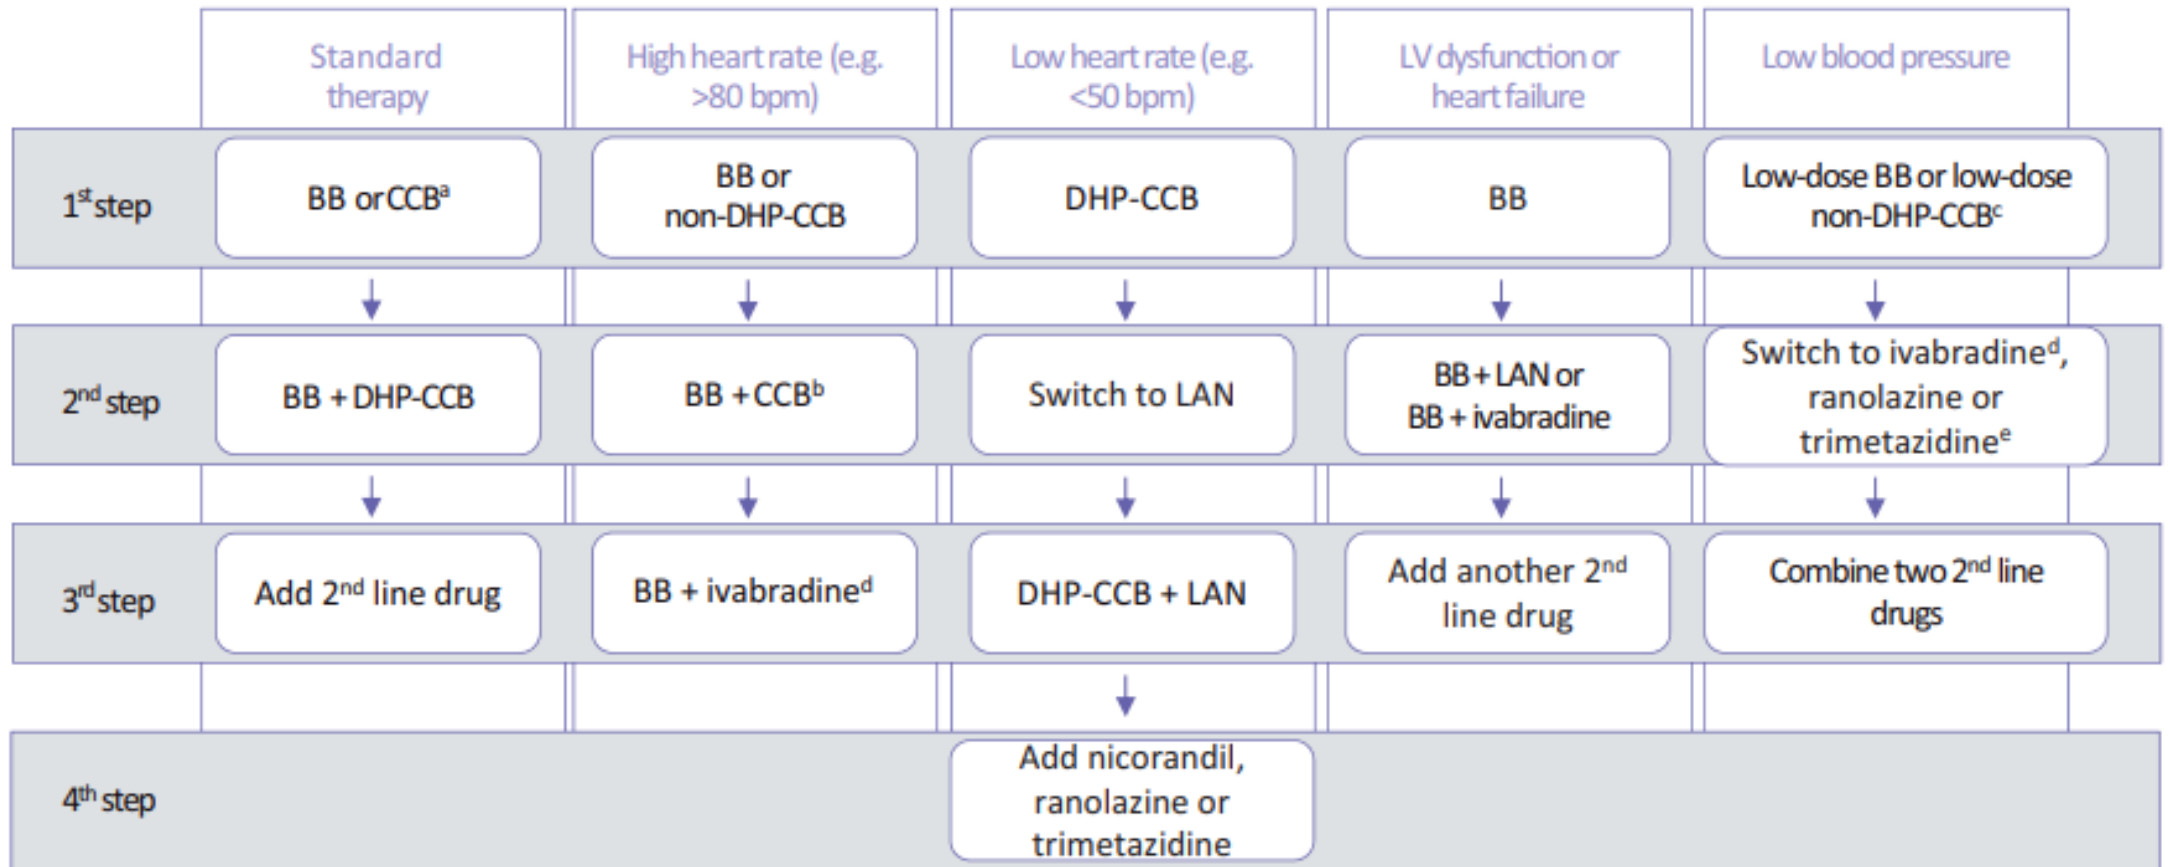 Standard
therapy
High heart rate (e.g.
>80 bpm)
Low heart rate (e.g.
<50 bpm)
LV dysfunction or
heart failure
Low blood pressure
1st step
BB or CCBa
BB or
non-DHP-CCB
DHP-CCB
BB
Low-dose BB or low-dose
non-DHP-CCBc
2nd step
BB + DHP-CCB
BB + CCBb
Switch to LAN
BB + LAN or
BB + ivabradine
Switch to ivabradined,
ranolazine or
trimetazidinee
3rd step
Add 2nd line drug
BB + ivabradined
DHP-CCB + LAN
Add another 2nd
line drug
Combine two 2nd line
drugs
4th step
Add nicorandil,
ranolazine or
trimetazidine